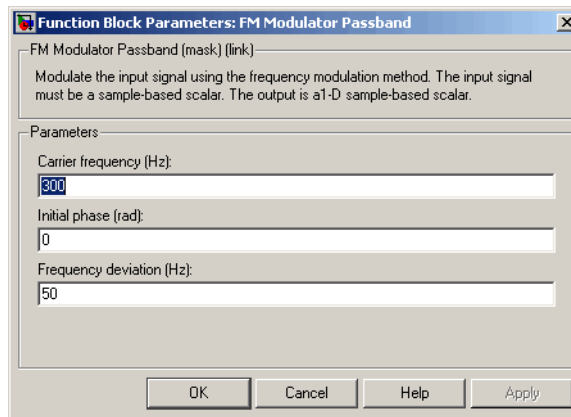 Function Block Parameters: FM Modulator Passband
FM Modulator Passband (mask) (link)
Modulate the input signal using the frequency modulation method. The input signal
must be a sample-based scalar. The output is a1-D sample-based scalar.
Parameters
Carrier frequency (Hz):
300
Initial phase (rad):
0
Frequency deviation (Hz):
50
OK Cancel Help Apply